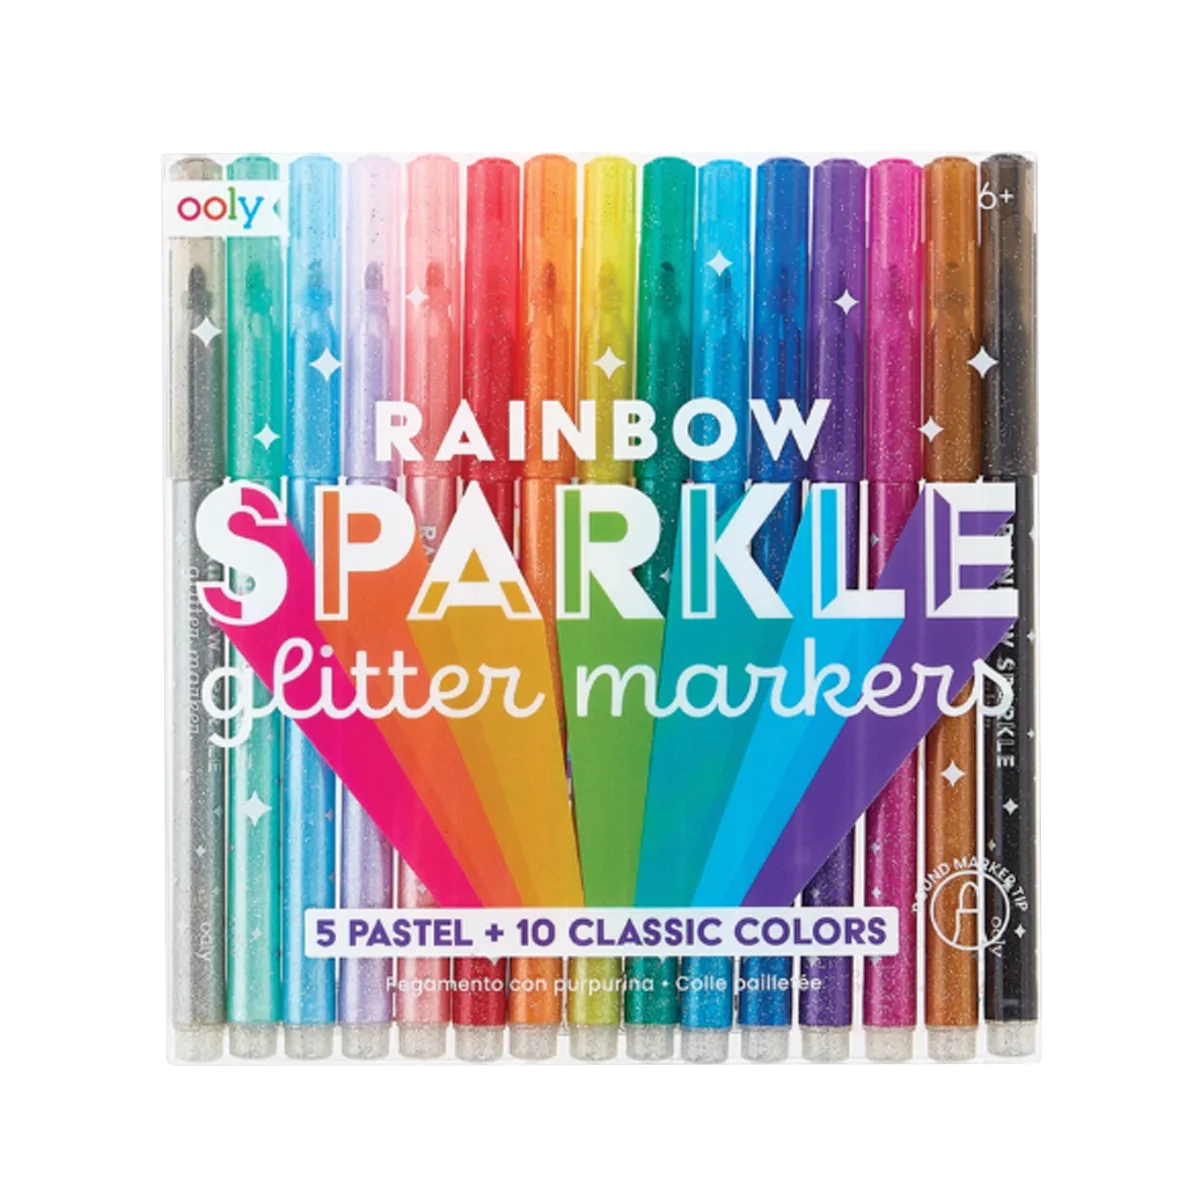 ooly
6+
RAINBOW
SPARKLE
glitter markers
ROUND MARKER TIP
5 PASTEL + 10 CLASSIC COLORS
Pegamento con purpurina • Colle pailletée
ooly
ooly